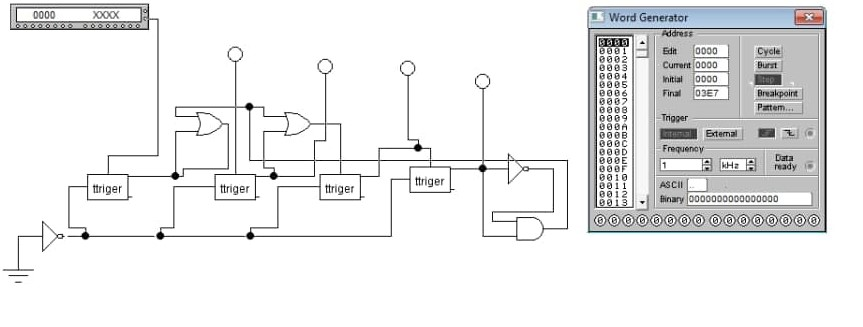 0000 XXXX
ttriger
ttriger
ttriger
ttriger
Word Generator
0000
0001
0002
0003
0004
0005
0006
0007
0008
0009
000A
000B
000C
000D
000E
000F
0010
0011
0012
0013
Address
Edit 0000
Current 0000
Initial 0000
Final 03E7
Cycle
Burst
Step
Breakpoint
Pattern...
Trigger
Internal External
Frequency
1 kHz
Data
ready
ASCII ..
Binary 0000000000000000
0000000000000000